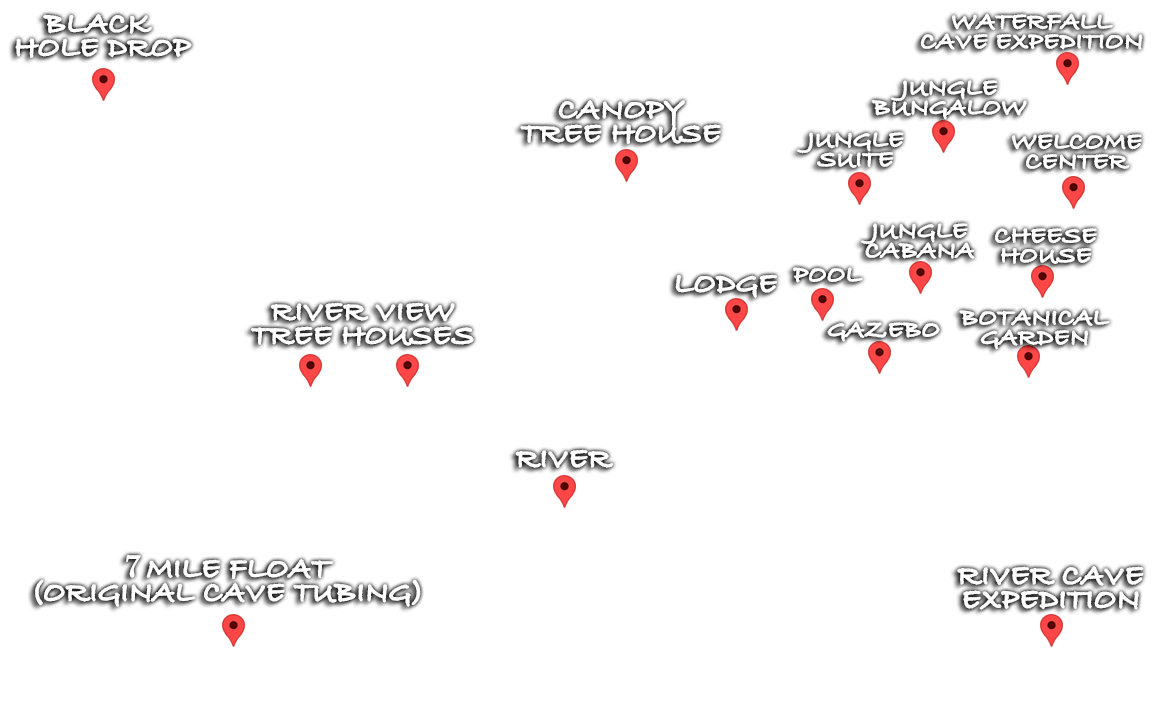 BLACK
HOLE DROP
WATERFALL
CAVE EXPEDITION
JUNGLE
BUNGALOW
CANOPY
TREE HOUSE
JUNGLE
SUITE
WELCOME
CENTER
JUNGLE
CABANA
CHEESE
HOUSE
LODGE
POOL
RIVER VIEW
TREE HOUSES
GAZEBO
BOTANICAL
GARDEN
RIVER
7 MILE FLOAT
(ORIGINAL CAVE TUBING)
RIVER CAVE
EXPEDITION